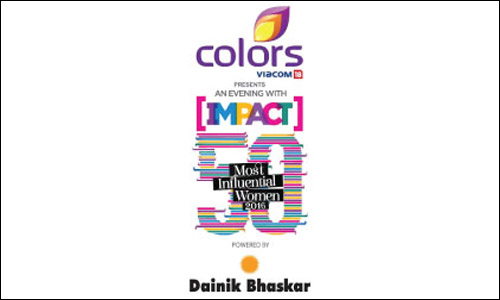 colors
VIACOM 18
PRESENTS
AN EVENING WITH
[IMPACT]
50
Most
Influential
Women
2016
POWERED BY
Dainik Bhaskar